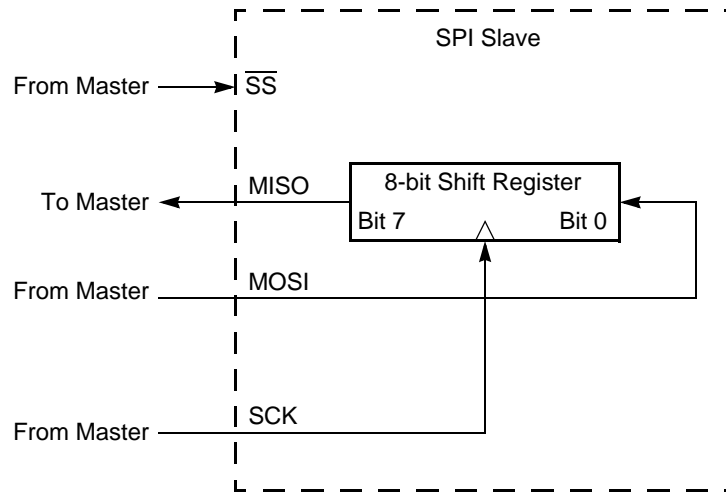 SPI Slave
From Master
S̅S̅
MISO
8-bit Shift Register
To Master
Bit 7
Bit 0
From Master
MOSI
SCK
From Master